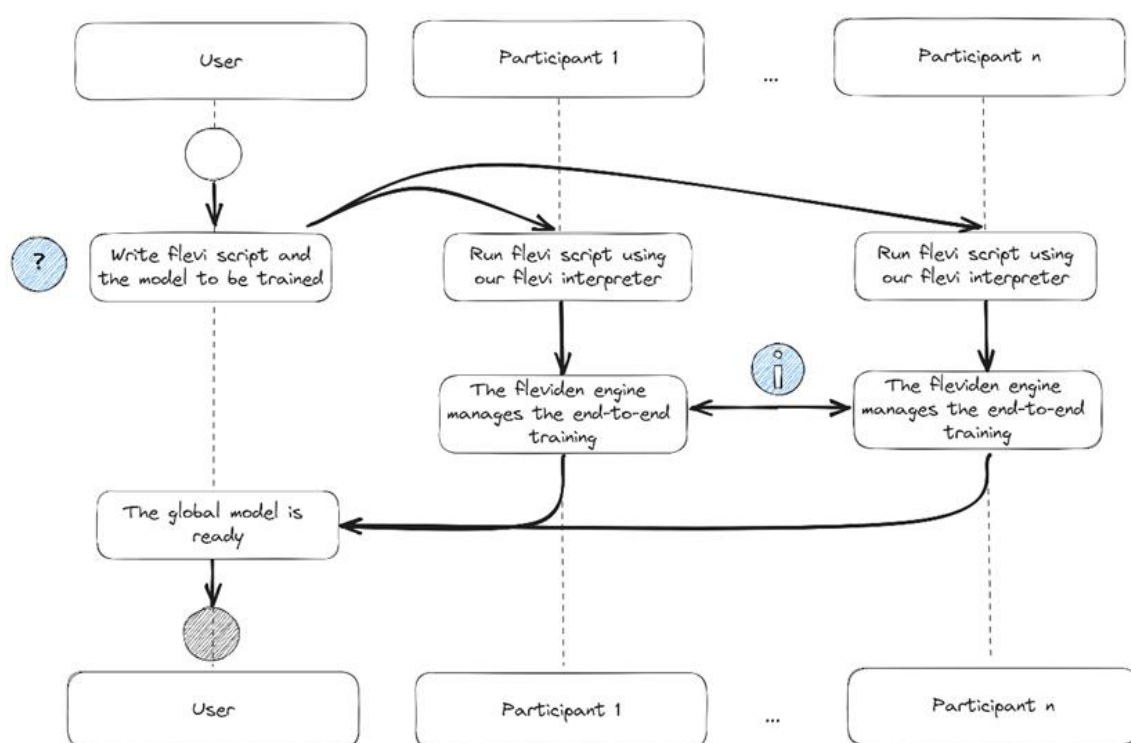 User
Participant 1
...
Participant n
?
Write flevi script and
the model to be trained
Run flevi script using
our flevi interpreter
Run flevi script using
our flevi interpreter
i
The fleviden engine
manages the end-to-end
training
The fleviden engine
manages the end-to-end
training
The global model is
ready
User
Participant 1
...
Participant n